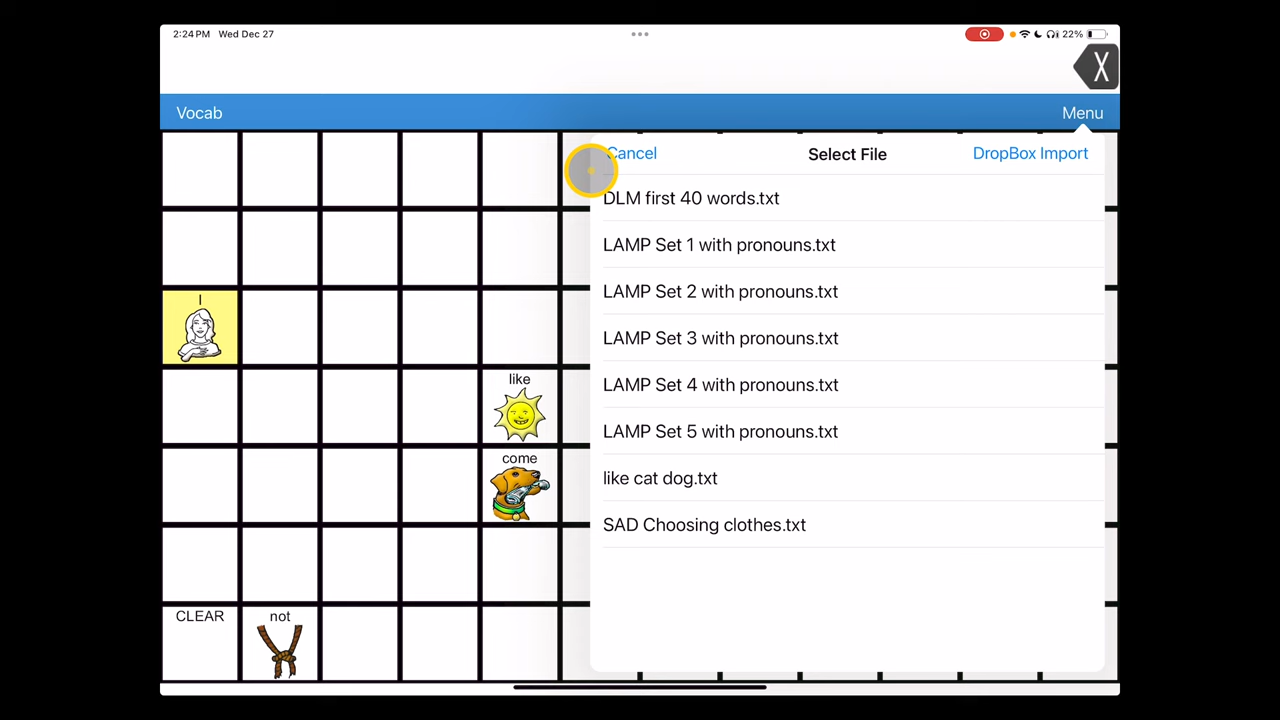 2:24 PM Wed Dec 27
22%
X
Vocab
Menu
Cancel
Select File
DropBox Import
DLM first 40 words.txt
LAMP Set 1 with pronouns.txt
LAMP Set 2 with pronouns.txt
I
LAMP Set 3 with pronouns.txt
like
LAMP Set 4 with pronouns.txt
LAMP Set 5 with pronouns.txt
come
like cat dog.txt
SAD Choosing clothes.txt
CLEAR
not